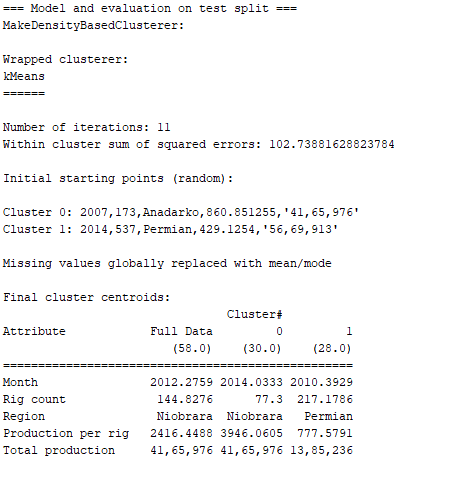 === Model and evaluation on test split ===
MakeDensityBasedClusterer:
Wrapped clusterer:
kMeans
======
Number of iterations: 11
Within cluster sum of squared errors: 102.73881628823784
Initial starting points (random):
Cluster 0: 2007,173,Anadarko,860.851255,'41,65,976'
Cluster 1: 2014,537,Permian,429.1254,'56,69,913'
Missing values globally replaced with mean/mode
Final cluster centroids:
Cluster#
Attribute Full Data 0 1
(58.0) (30.0) (28.0)
==================================================
Month 2012.2759 2014.0333 2010.3929
Rig count 144.8276 77.3 217.1786
Region Niobrara Niobrara Permian
Production per rig 2416.4488 3946.0605 777.5791
Total production 41,65,976 41,65,976 13,85,236